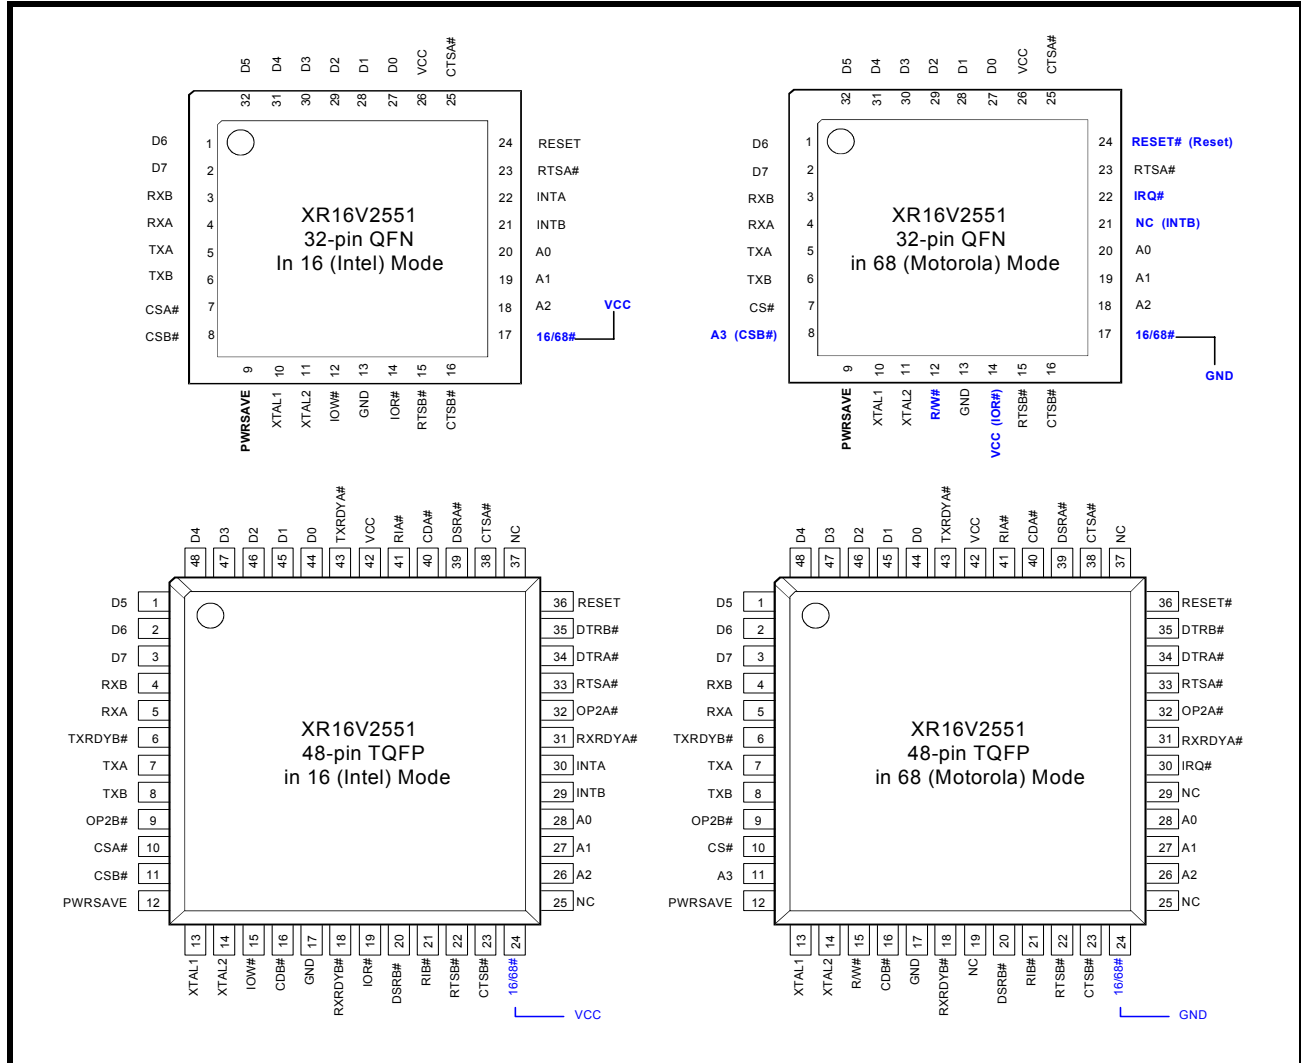 D5 D4 D3 D2 D1 D0 VCC CTSA#
32 31 30 29 28 27 26 25
D6 1
D7 2
RXB 3
RXA 4
TXA 5
TXB 6
CSA# 7
CSB# 8
XR16V2551
32-pin QFN
In 16 (Intel) Mode
24 RESET
23 RTSA#
22 INTA
21 INTB
20 A0
19 A1
18 A2
VCC
17 16/68#
9 10 11 12 13 14 15 16
PWRSAVE XTAL1 XTAL2 IOW# GND IOR# RTSB# CTSB#
D5 D4 D3 D2 D1 D0 VCC CTSA#
32 31 30 29 28 27 26 25
D6 1
D7 2
RXB 3
RXA 4
TXA 5
TXB 6
CS# 7
A3 (CSB#) 8
XR16V2551
32-pin QFN
in 68 (Motorola) Mode
24 RESET# (Reset)
23 RTSA#
22 IRQ#
21 NC (INTB)
20 A0
19 A1
18 A2
17 16/68#
GND
9 10 11 12 13 14 15 16
PWRSAVE XTAL1 XTAL2 R/W# GND VCC (IOR#) RTSB# CTSB#
D4 D3 D2 D1 D0 TXRDYA# VCC RIA# CDA# DSRA# CTSA# NC
48 47 46 45 44 43 42 41 40 39 38 37
D5 1
D6 2
D7 3
RXB 4
RXA 5
TXRDYB# 6
TXA 7
TXB 8
OP2B# 9
CSA# 10
CSB# 11
PWRSAVE 12
XR16V2551
48-pin TQFP
in 16 (Intel) Mode
36 RESET
35 DTRB#
34 DTRA#
33 RTSA#
32 OP2A#
31 RXRDYA#
30 INTA
29 INTB
28 A0
27 A1
26 A2
25 NC
13 14 15 16 17 18 19 20 21 22 23 24
XTAL1 XTAL2 IOW# CDB# GND RXRDYB# IOR# DSRB# RIB# RTSB# CTSB# 16/68#
VCC
D4 D3 D2 D1 D0 TXRDYA# VCC RIA# CDA# DSRA# CTSA# NC
48 47 46 45 44 43 42 41 40 39 38 37
D5 1
D6 2
D7 3
RXB 4
RXA 5
TXRDYB# 6
TXA 7
TXB 8
OP2B# 9
CS# 10
A3 11
PWRSAVE 12
XR16V2551
48-pin TQFP
in 68 (Motorola) Mode
36 RESET#
35 DTRB#
34 DTRA#
33 RTSA#
32 OP2A#
31 RXRDYA#
30 IRQ#
29 NC
28 A0
27 A1
26 A2
25 NC
13 14 15 16 17 18 19 20 21 22 23 24
XTAL1 XTAL2 R/W# CDB# GND RXRDYB# NC DSRB# RIB# RTSB# CTSB# 16/68#
GND